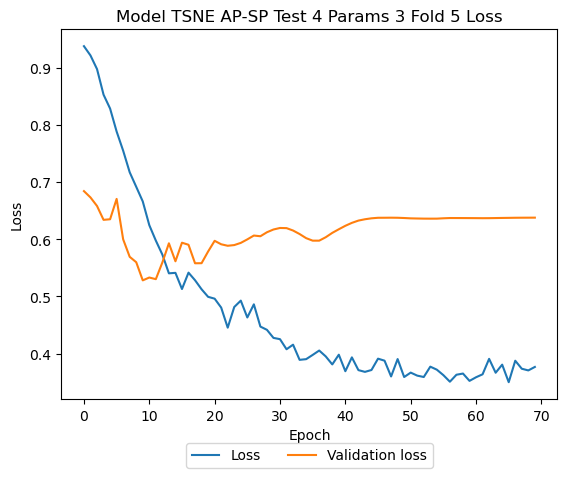 Model TSNE AP-SP Test 4 Params 3 Fold 5 Loss
0.9
0.8
0.7
0.6
0.5
0.4
Loss
0 10 20 30 40 50 60 70
Epoch
Loss Validation loss